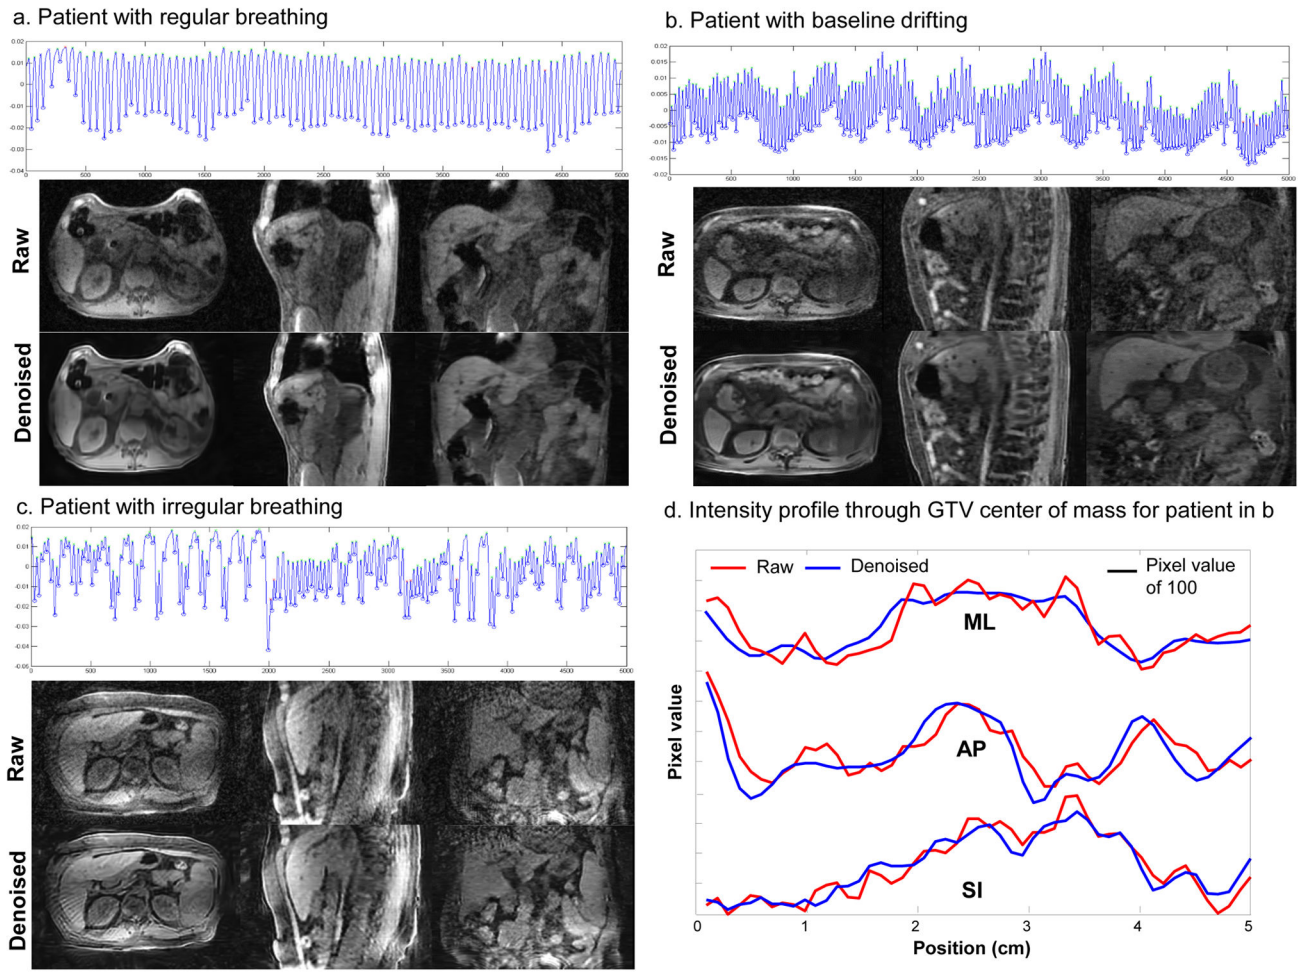 a. Patient with regular breathing
0.02
0.01
0
-0.01
-0.02
-0.03
-0.04
0 500 1000 1500 2000 2500 3000 3500 4000 4500 5000
Raw
Denoised
b. Patient with baseline drifting
0.02
0.015
0.01
0.005
0
-0.005
-0.01
-0.015
-0.02
0 500 1000 1500 2000 2500 3000 3500 4000 4500 5000
Raw
Denoised
c. Patient with irregular breathing
0.02
0.01
0
-0.01
-0.02
-0.03
-0.04
-0.05
0 500 1000 1500 2000 2500 3000 3500 4000 4500 5000
Raw
Denoised
d. Intensity profile through GTV center of mass for patient in b
Raw Denoised Pixel value
of 100
ML
AP
SI
Pixel value
0 1 2 3 4 5
Position (cm)